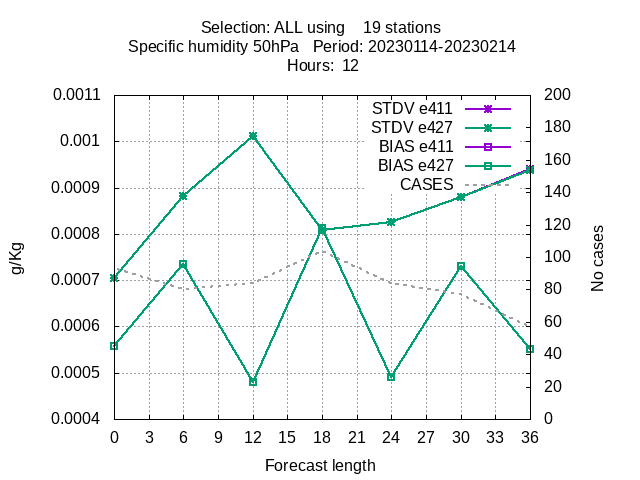 Selection: ALL using    19 stations
Specific humidity 50hPa   Period: 20230114-20230214
Hours:  12
0.0011
0.001
0.0009
0.0008
0.0007
0.0006
0.0005
0.0004
g/Kg
STDV e411
STDV e427
BIAS e411
BIAS e427
CASES
200
180
160
140
120
100
80
60
40
20
0
No cases
0 3 6 9 12 15 18 21 24 27 30 33 36
Forecast length